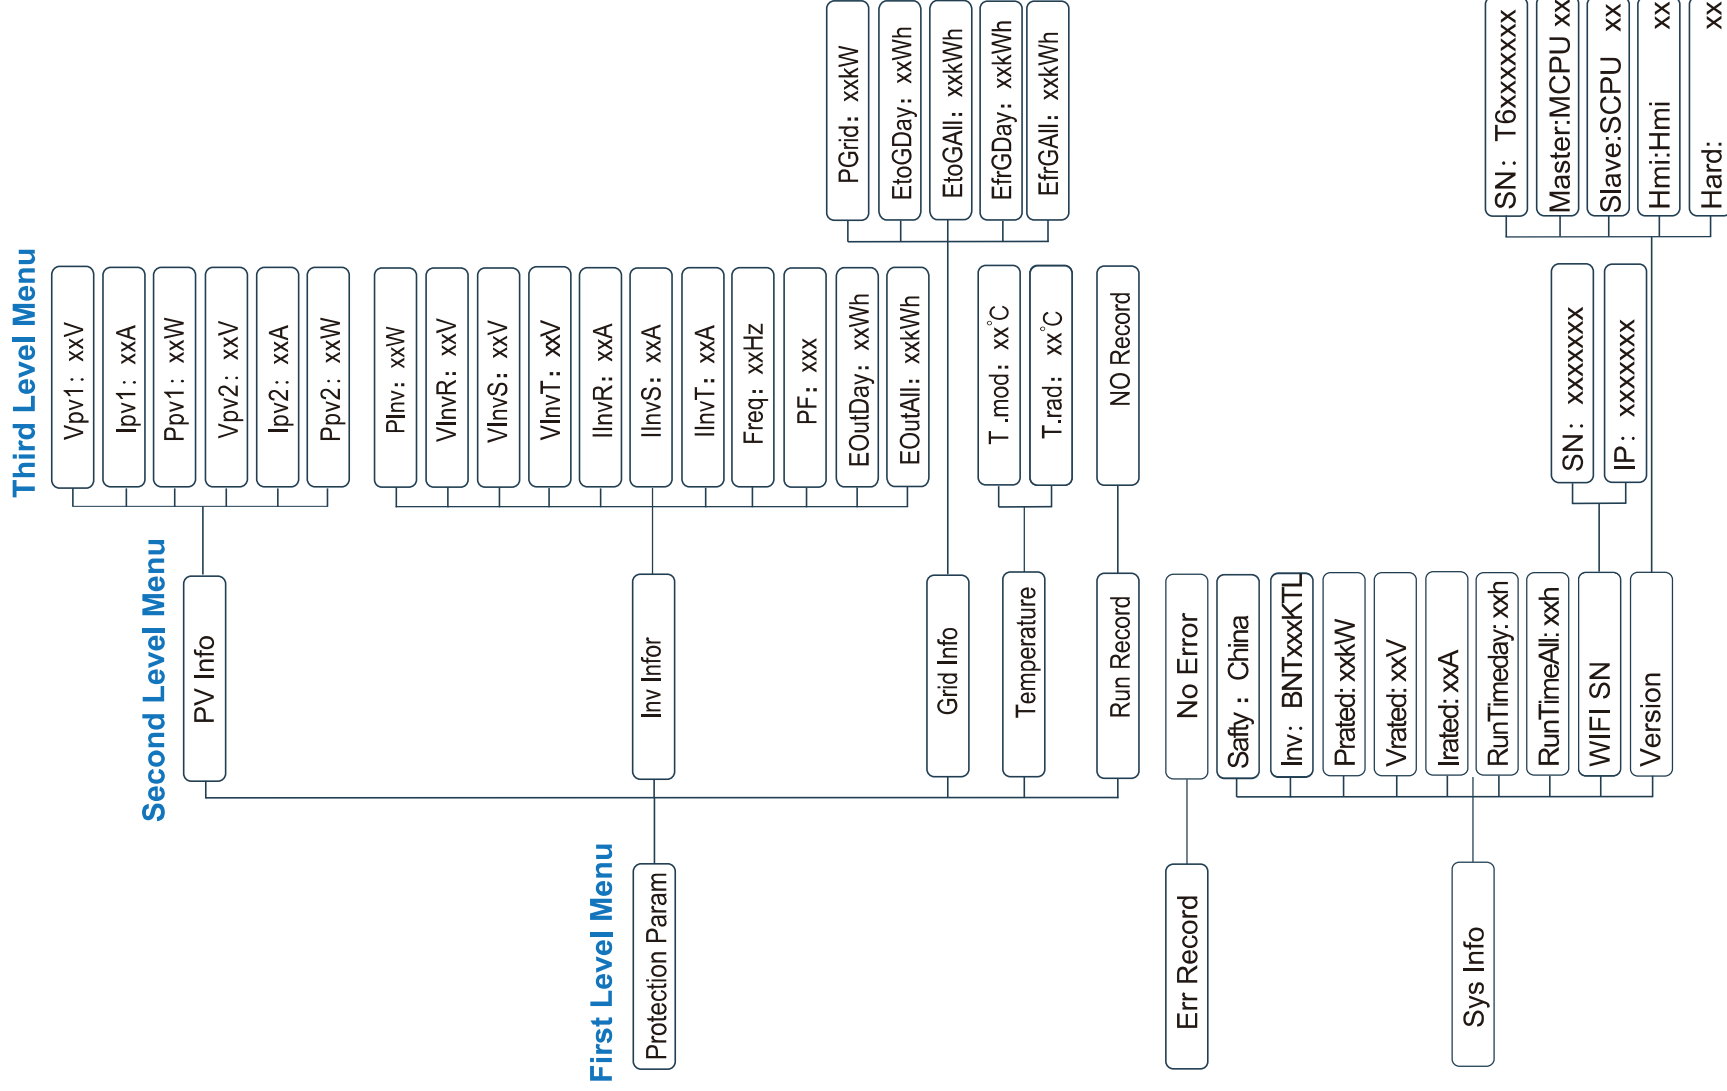 First Level Menu
Second Level Menu
Third Level Menu
Protection Param
PV Info
Vpv1: xxV
Ipv1: xxA
Ppv1: xxW
Vpv2: xxV
Ipv2: xxA
Ppv2: xxW
Inv Infor
PInv: xxW
VInvR: xxV
VInvS: xxV
VInvT: xxV
IInvR: xxA
IInvS: xxA
IInvT: xxA
Freq: xxHz
PF: xxx
EOutDay: xxWh
EOutAll: xxkWh
Grid Info
PGrid: xxkW
EtoGDay: xxWh
EtoGAll: xxkWh
EfrGDay: xxkWh
EfrGAll: xxkWh
Temperature
T .mod: xx°C
T.rad: xx°C
Run Record
NO Record
Err Record
No Error
Sys Info
Safty: China
Inv: BNTxxxKTL
Prated: xxkW
Vrated: xxV
Irated: xxA
RunTimeday: xxh
RunTimeAll: xxh
WIFI SN
SN: xxxxxxxx
IP: xxxxxxxx
Version
SN: T6xxxxxxx
Master:MCPU xx
Slave:SCPU xx
Hmi:Hmi xx
Hard: xx